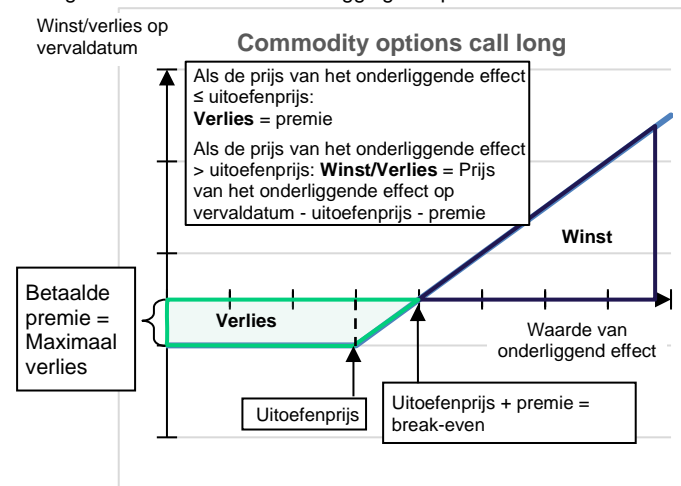 Winst/verlies op
vervaldatum
Commodity options call long
Als de prijs van het onderliggende effect
≤ uitoefenprijs:
Verlies = premie
Als de prijs van het onderliggende effect
> uitoefenprijs: Winst/Verlies = Prijs
van het onderliggende effect op
vervaldatum - uitoefenprijs - premie
Winst
Betaalde
premie =
Maximaal
verlies
Verlies
Waarde van
onderliggend effect
Uitoefenprijs
Uitoefenprijs + premie =
break-even